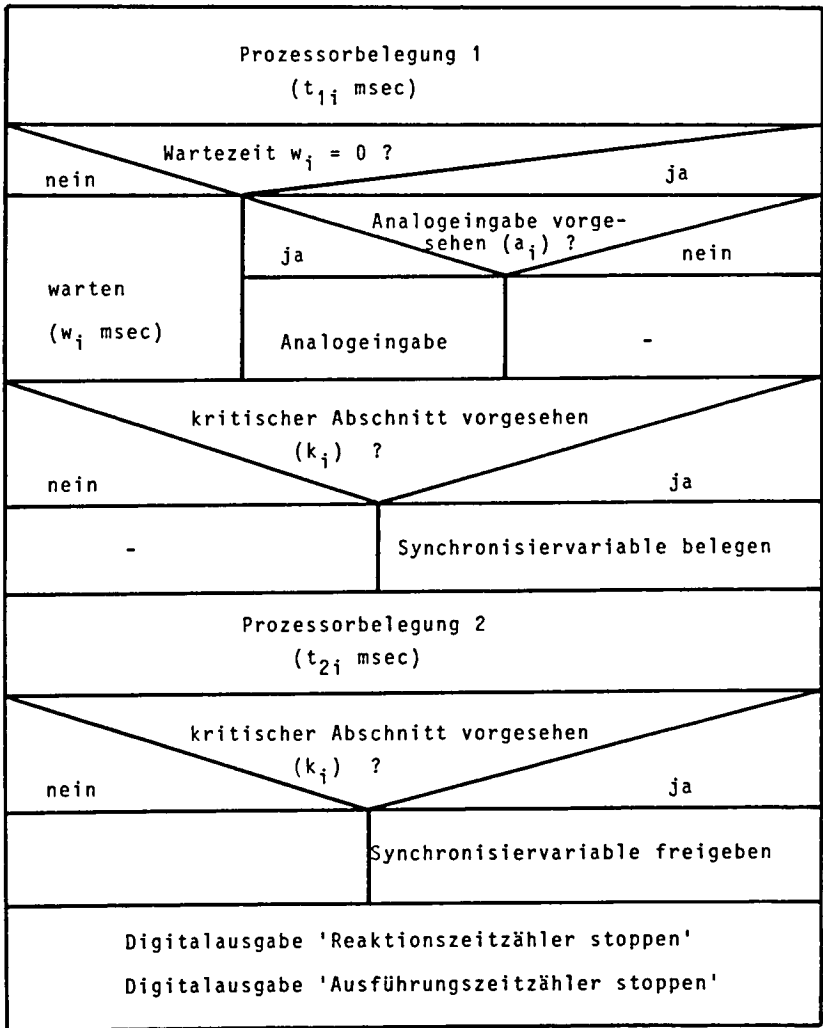 Prozessorbelegung 1
(t1i msec)
Wartezeit wi = 0 ?
nein
ja
Analogeingabe vorge-
sehen (ai) ?
ja
nein
warten
(wi msec)
Analogeingabe
-
kritischer Abschnitt vorgesehen
(ki) ?
nein
ja
-
Synchronisiervariable belegen
Prozessorbelegung 2
(t2i msec)
kritischer Abschnitt vorgesehen
(ki) ?
nein
ja
Synchronisiervariable freigeben
Digitalausgabe 'Reaktionszeitzähler stoppen'
Digitalausgabe 'Ausführungszeitzähler stoppen'